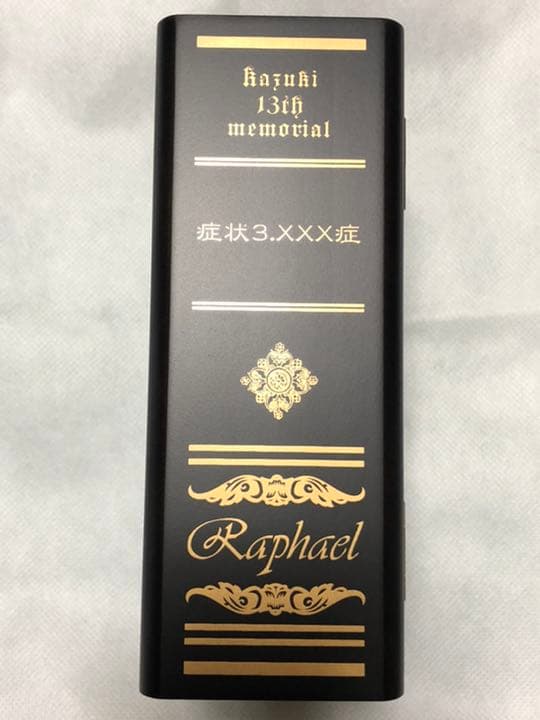 Kazuki
13th
memorial
症状3.XXX症
Raphael